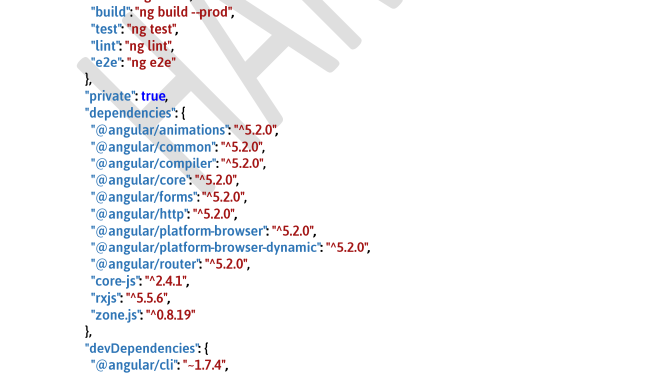 "build": "ng build --prod",
"test": "ng test",
"lint": "ng lint",
"e2e": "ng e2e"
},
"private": true,
"dependencies": {
"@angular/animations": "^5.2.0",
"@angular/common": "^5.2.0",
"@angular/compiler": "^5.2.0",
"@angular/core": "^5.2.0",
"@angular/forms": "^5.2.0",
"@angular/http": "^5.2.0",
"@angular/platform-browser": "^5.2.0",
"@angular/platform-browser-dynamic": "^5.2.0",
"@angular/router": "^5.2.0",
"core-js": "^2.4.1",
"rxjs": "^5.5.6",
"zone.js": "^0.8.19"
},
"devDependencies": {
"@angular/cli": "~1.7.4",